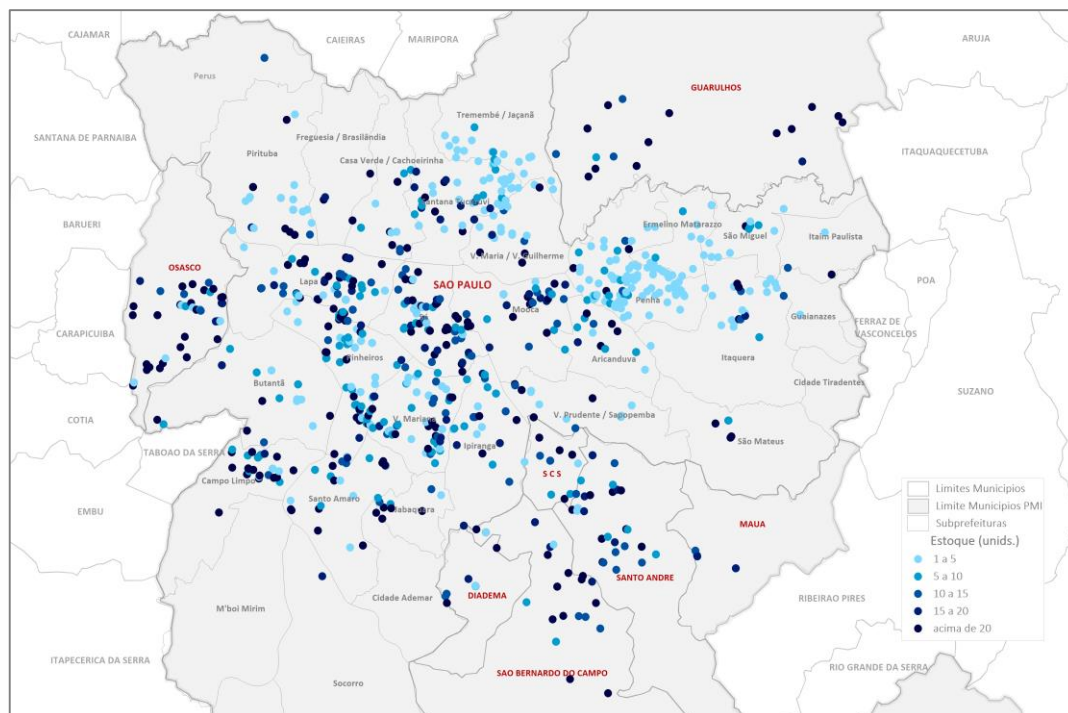 CAJAMAR
CAIEIRAS
MAIRIPORA
ARUJA
Perus
GUARULHOS
Tremembé / Jaçanã
SANTANA DE PARNAIBA
Freguesia / Brasilândia
Pirituba
Casa Verde / Cachoeirinha
ITAQUAQUECETUBA
BARUERI
Ermelino Matarazzo
São Miguel
Itaim Paulista
V. Maria / V. Guilherme
OSASCO
Lapa
SAO PAULO
POA
Penha
Mooca
Sé
Guaianazes
FERRAZ DE
VASCONCELOS
CARAPICUIBA
Pinheiros
Aricanduva
Itaquera
Butantã
Cidade Tiradentes
SUZANO
COTIA
V. Mariana
V. Prudente / Sapopemba
Ipiranga
São Mateus
TABOAO DA SERRA
Campo Limpo
S C S
EMBU
Santo Amaro
Jabaquara
MAUA
SANTO ANDRE
DIADEMA
Cidade Ademar
M'boi Mirim
RIBEIRAO PIRES
ITAPECERICA DA SERRA
SAO BERNARDO DO CAMPO
RIO GRANDE DA SERRA
Socorro
Limites Municipios
Limite Municipios PMI
Subprefeituras
Estoque (unids.)
1 a 5
5 a 10
10 a 15
15 a 20
acima de 20